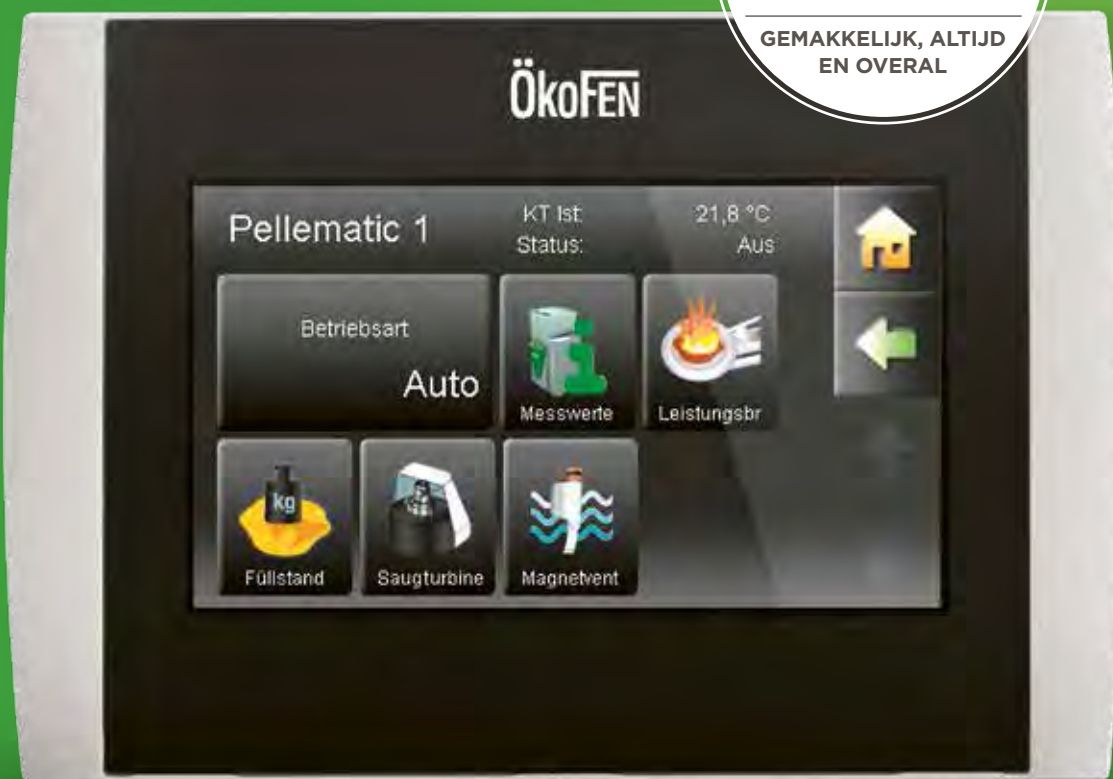 GEMAKKELIJK, ALTIJD
EN OVERAL
ÖkoFEN
Pellematic 1
KT Ist: 21,8 °C
Status: Aus
Betriebsart
Auto
Messwerte
Leistungsbr
kg
Füllstand
Saugturbine
Magnetvent